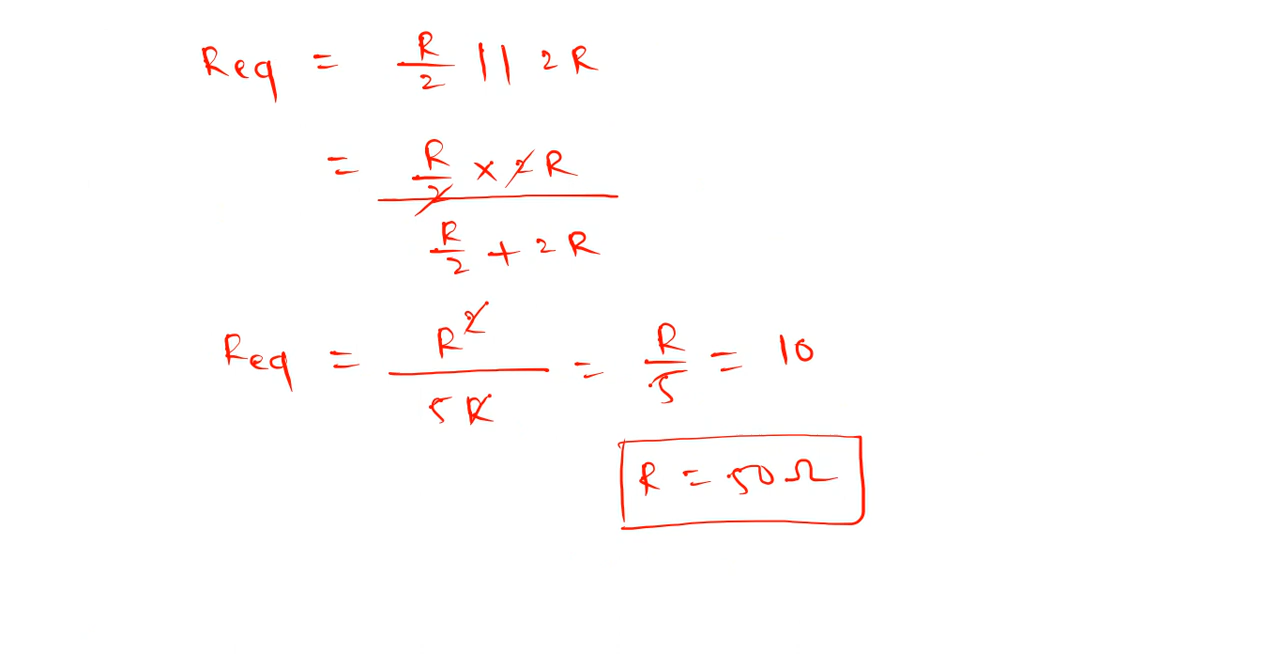 Req = R/2 || 2R
= (R/2 × 2R) / (R/2 + 2R)
Req = R² / 5R = R/5 = 10
R = 50Ω